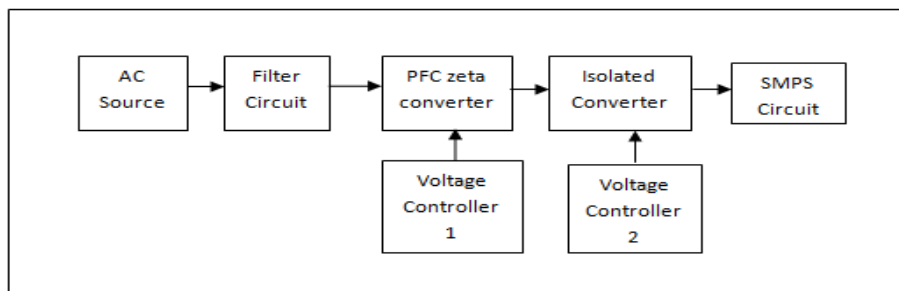 AC
Source
Filter
Circuit
PFC zeta
converter
Isolated
Converter
SMPS
Circuit
Voltage
Controller
1
Voltage
Controller
2